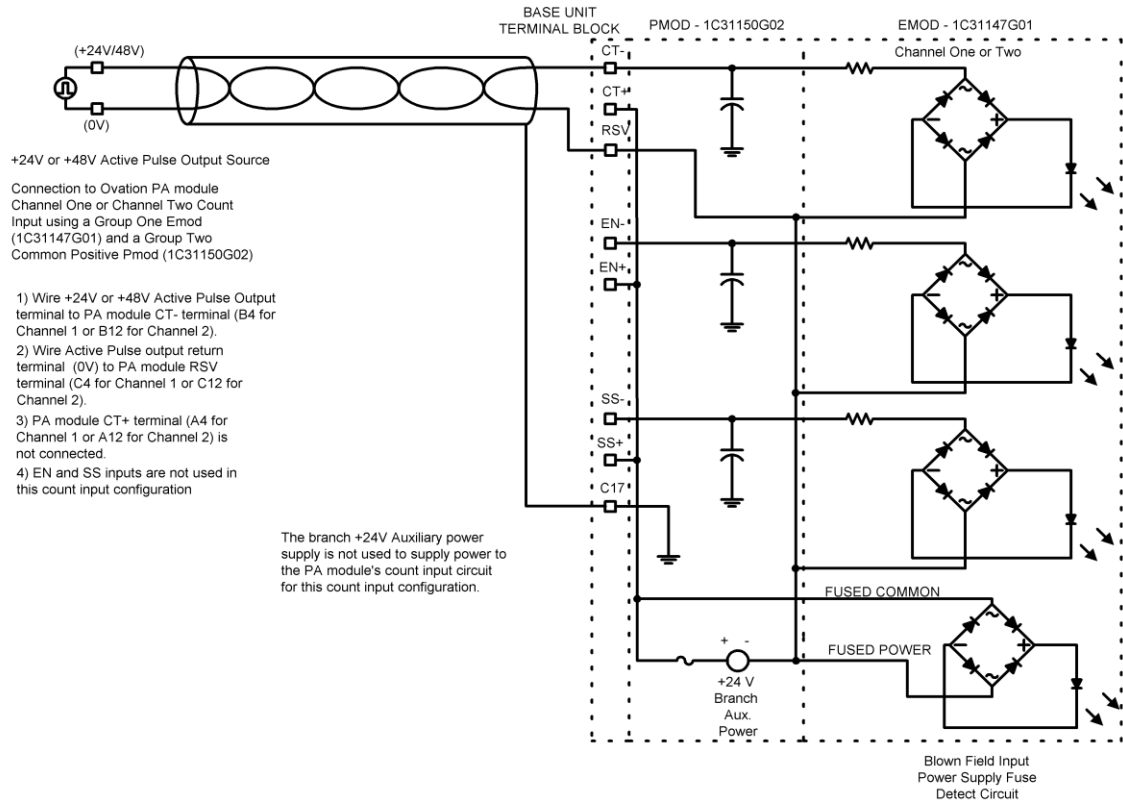 BASE UNIT
TERMINAL BLOCK
PMOD - 1C31150G02
EMOD - 1C31147G01
Channel One or Two
(+24V/48V)
(0V)
CT-
CT+
RSV
EN-
EN+
SS-
SS+
C17
+24V or +48V Active Pulse Output Source
Connection to Ovation PA module
Channel One or Channel Two Count
Input using a Group One Emod
(1C31147G01) and a Group Two
Common Positive Pmod (1C31150G02)
1) Wire +24V or +48V Active Pulse Output
terminal to PA module CT- terminal (B4 for
Channel 1 or B12 for Channel 2).
2) Wire Active Pulse output return
terminal (0V) to PA module RSV
terminal (C4 for Channel 1 or C12 for
Channel 2).
3) PA module CT+ terminal (A4 for
Channel 1 or A12 for Channel 2) is
not connected.
4) EN and SS inputs are not used in
this count input configuration
The branch +24V Auxiliary power
supply is not used to supply power to
the PA module's count input circuit
for this count input configuration.
FUSED COMMON
FUSED POWER
+ -
+24 V
Branch
Aux.
Power
Blown Field Input
Power Supply Fuse
Detect Circuit